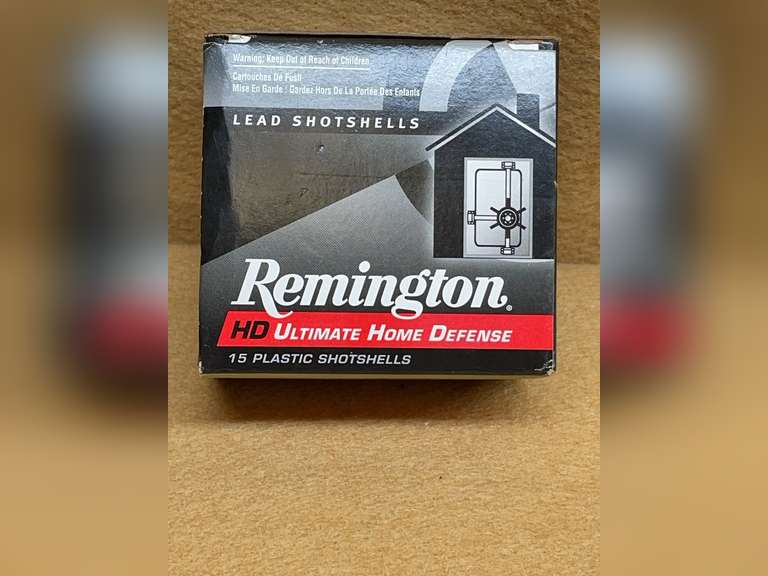 Warning: Keep Out of Reach of Children
Cartouches De Fusil
Mise En Garde : Gardez Hors De La Portée Des Enfants
LEAD SHOTSHELLS
Remington®
HD ULTIMATE HOME DEFENSE
15 PLASTIC SHOTSHELLS